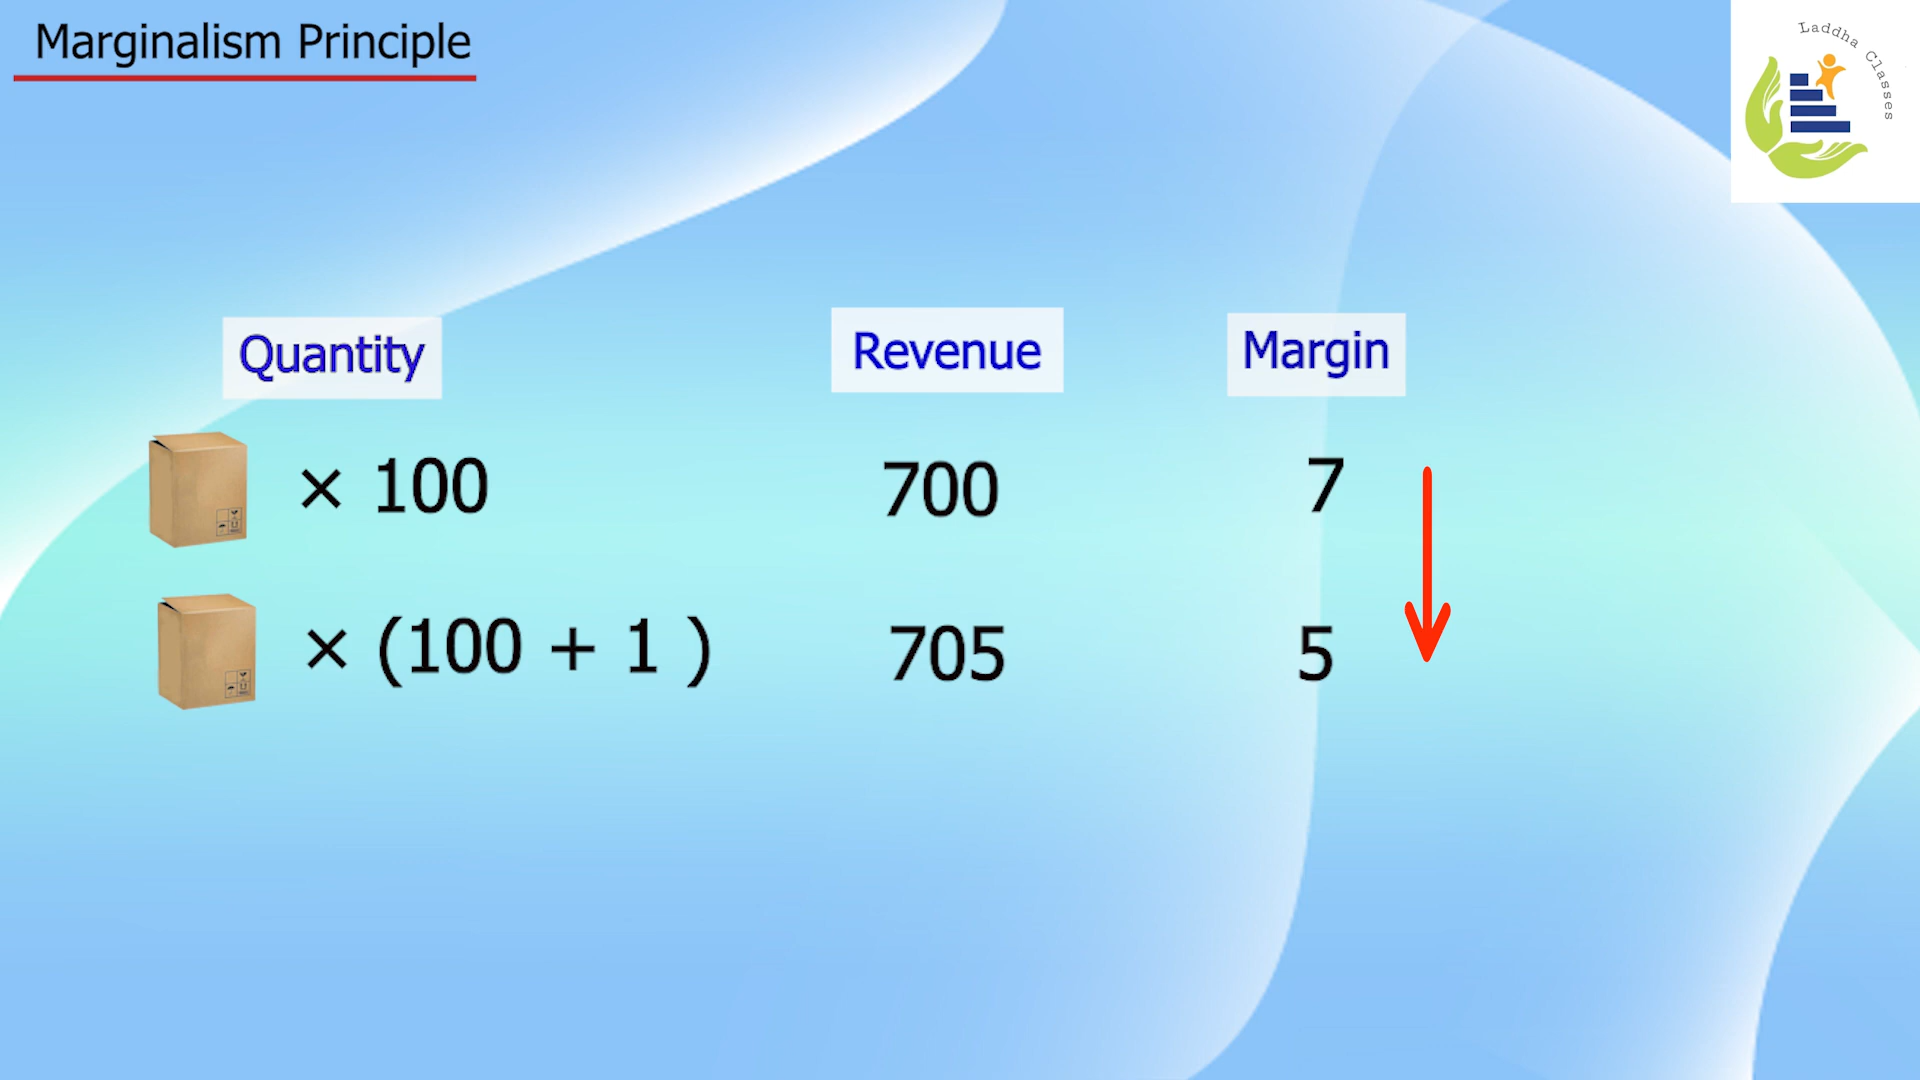 Marginalism Principle
Laddha Classes
Quantity Revenue Margin
× 100 700 7
× (100 + 1 ) 705 5